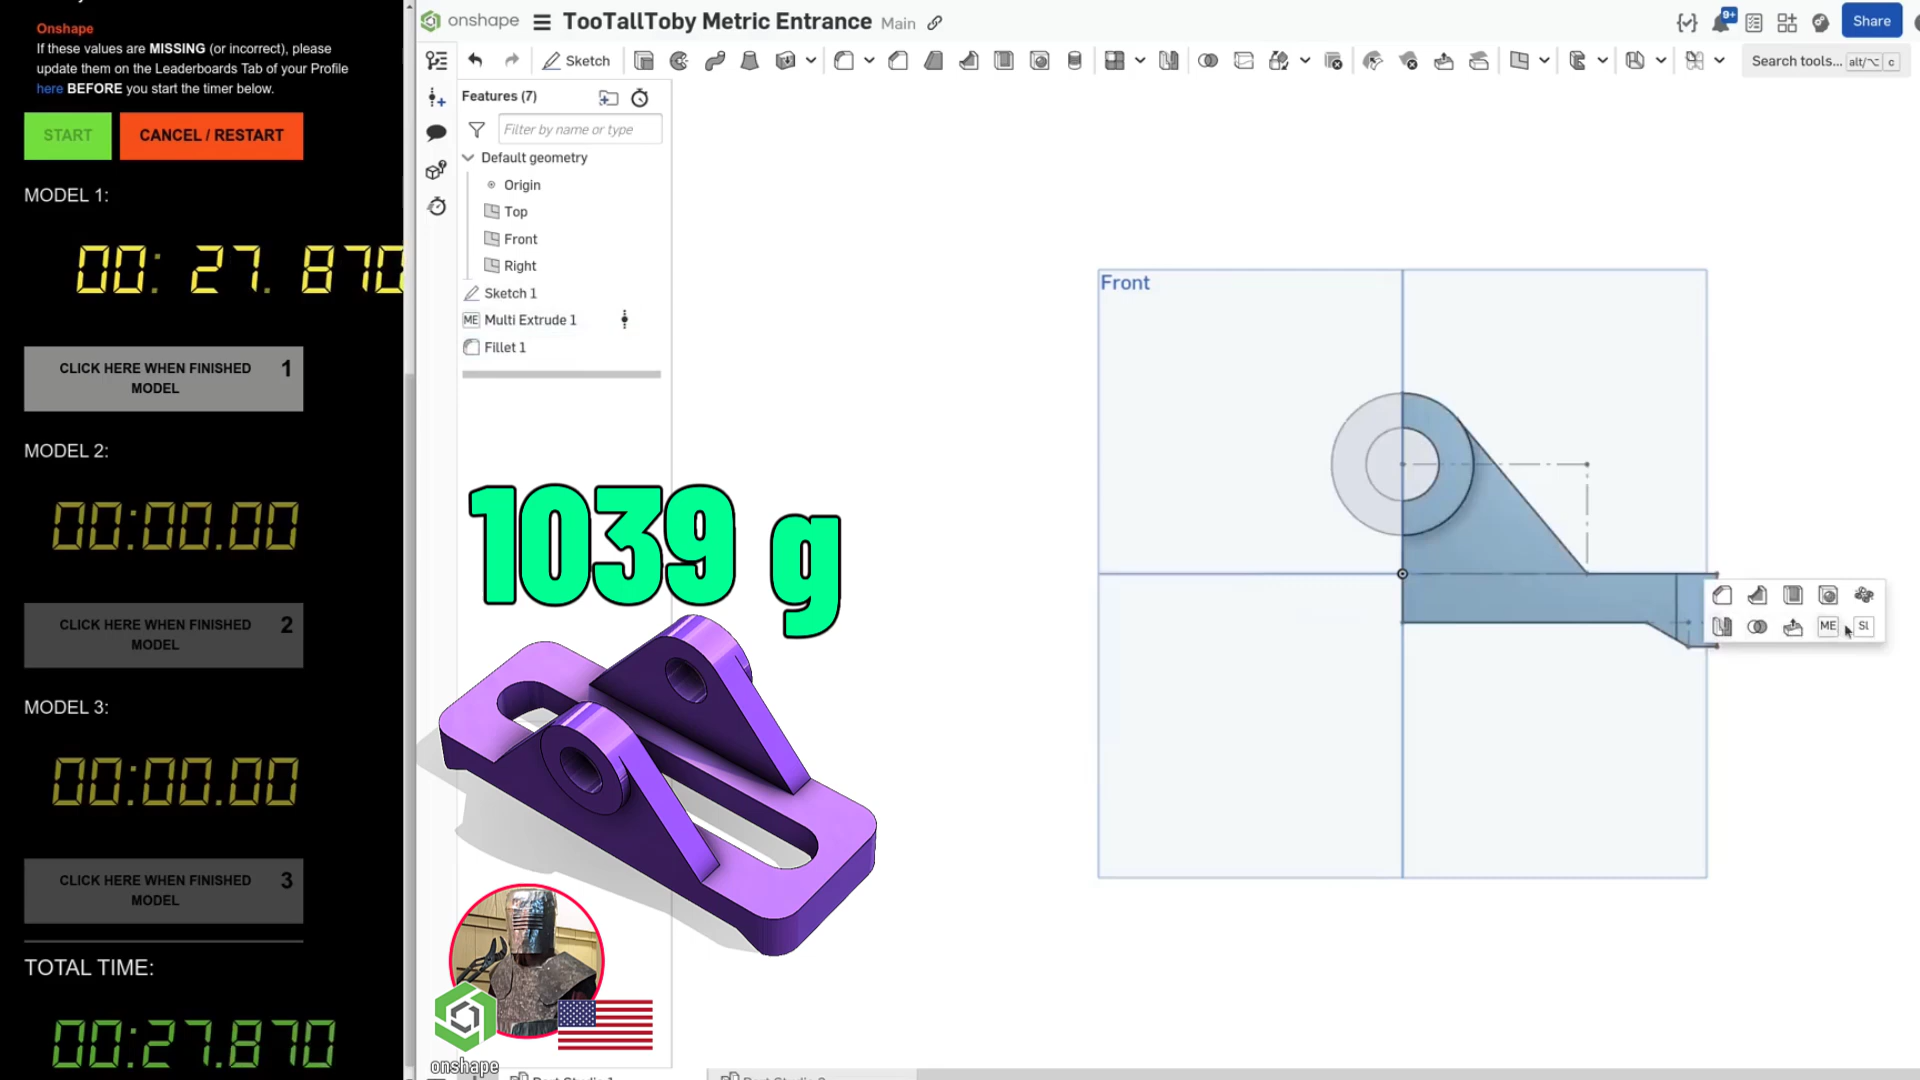 Onshape
If these values are MISSING (or incorrect), please
update them on the Leaderboards Tab of your Profile
here BEFORE you start the timer below.
START
CANCEL / RESTART
MODEL 1:
00: 27. 870
CLICK HERE WHEN FINISHED
MODEL
1
MODEL 2:
00:00.00
CLICK HERE WHEN FINISHED
MODEL
2
MODEL 3:
00:00.00
CLICK HERE WHEN FINISHED
MODEL
3
TOTAL TIME:
00:27.870
onshape
TooTallToby Metric Entrance
Main
9+
Share
Sketch
Search tools...
alt/⌥
c
Features (7)
Filter by name or type
Default geometry
Origin
Top
Front
Right
Sketch 1
ME
Multi Extrude 1
Fillet 1
1039 g
onshape
Front
ME
SI